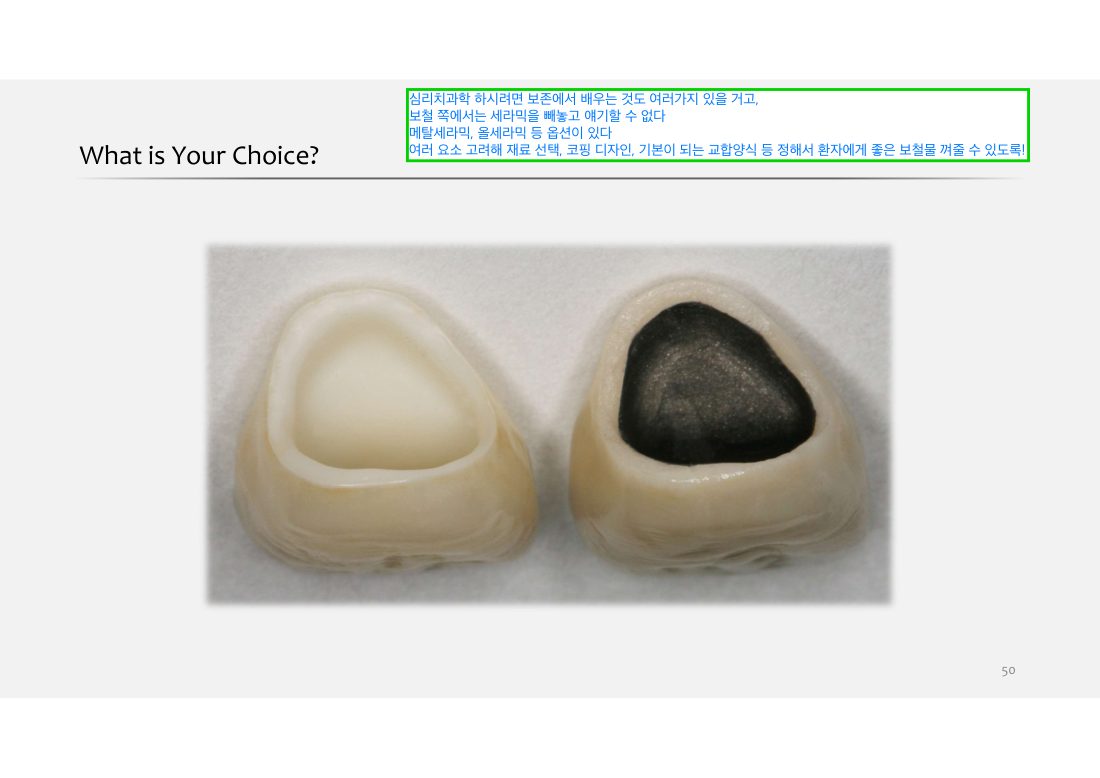 심리치과학 하시려면 보존에서 배우는 것도 여러가지 있을 거고,
보철 쪽에서는 세라믹을 빼놓고 얘기할 수 없다
메탈세라믹, 올세라믹 등 옵션이 있다
여러 요소 고려해 재료 선택, 코핑 디자인, 기본이 되는 교합양식 등 정해서 환자에게 좋은 보철물 껴줄 수 있도록!
What is Your Choice?
50